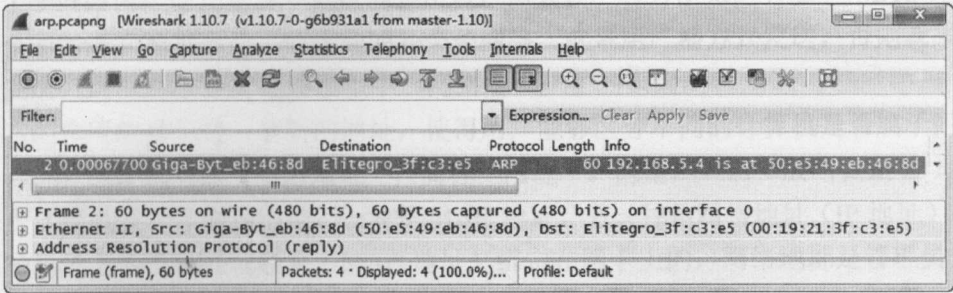 arp.pcapng [Wireshark 1.10.7 (v1.10.7-0-g6b931a1 from master-1.10)]
File Edit View Go Capture Analyze Statistics Telephony Tools Internals Help
Filter: Expression... Clear Apply Save
No. Time Source Destination Protocol Length Info
2 0.00067700 Giga-Byt_eb:46:8d Elitegro_3f:c3:e5 ARP 60 192.168.5.4 is at 50:e5:49:eb:46:8d
Frame 2: 60 bytes on wire (480 bits), 60 bytes captured (480 bits) on interface 0
Ethernet II, Src: Giga-Byt_eb:46:8d (50:e5:49:eb:46:8d), Dst: Elitegro_3f:c3:e5 (00:19:21:3f:c3:e5)
Address Resolution Protocol (reply)
Frame (frame), 60 bytes Packets: 4 · Displayed: 4 (100.0%)... Profile: Default